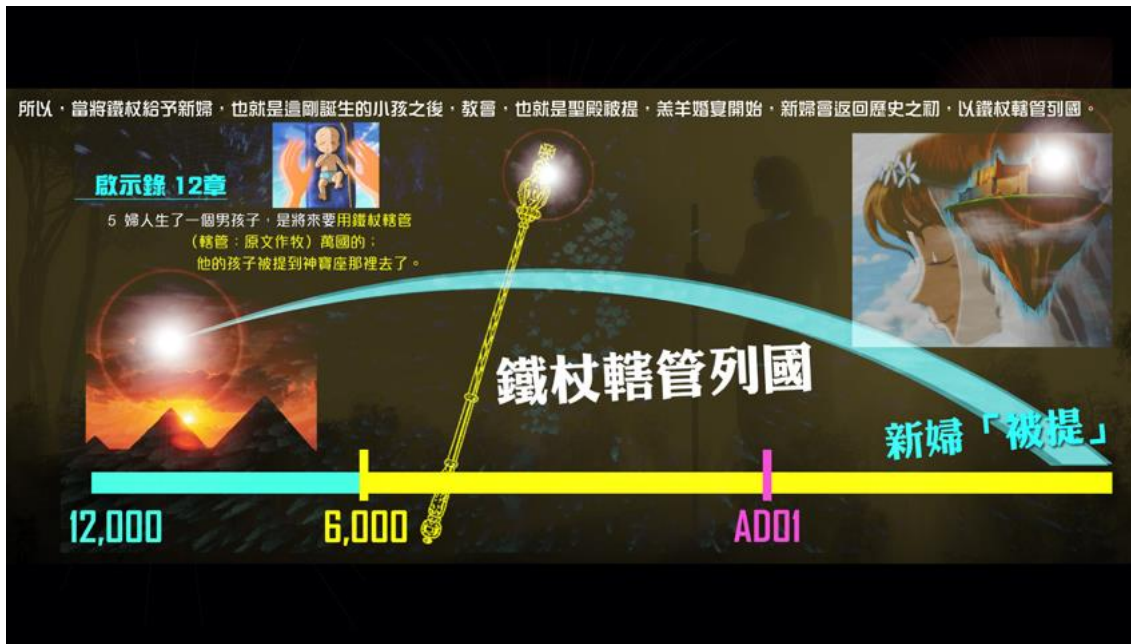 所以，當將鐵杖給予新婦，也就是這剛誕生的小孩之後，教會，也就是聖殿被提，羔羊婚宴開始，新婦會返回歷史之初，以鐵杖轄管列國。
啟示錄 12章
5 婦人生了一個男孩子，是將來要用鐵杖轄管
（轄管：原文作牧）萬國的；
他的孩子被提到神寶座那裡去了。
鐵杖轄管列國
新婦「被提」
12,000
6,000
AD01